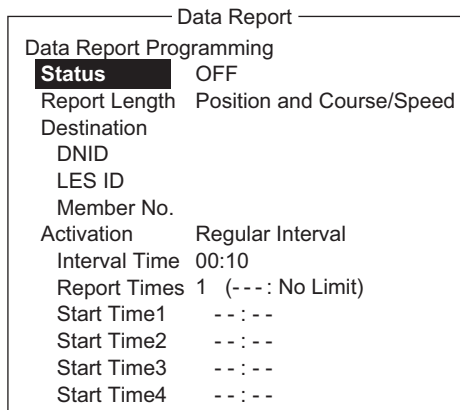 Data Report
Data Report Programming
Status OFF
Report Length Position and Course/Speed
Destination
DNID
LES ID
Member No.
Activation Regular Interval
Interval Time 00:10
Report Times 1 (---: No Limit)
Start Time1 --:--
Start Time2 --:--
Start Time3 --:--
Start Time4 --:--